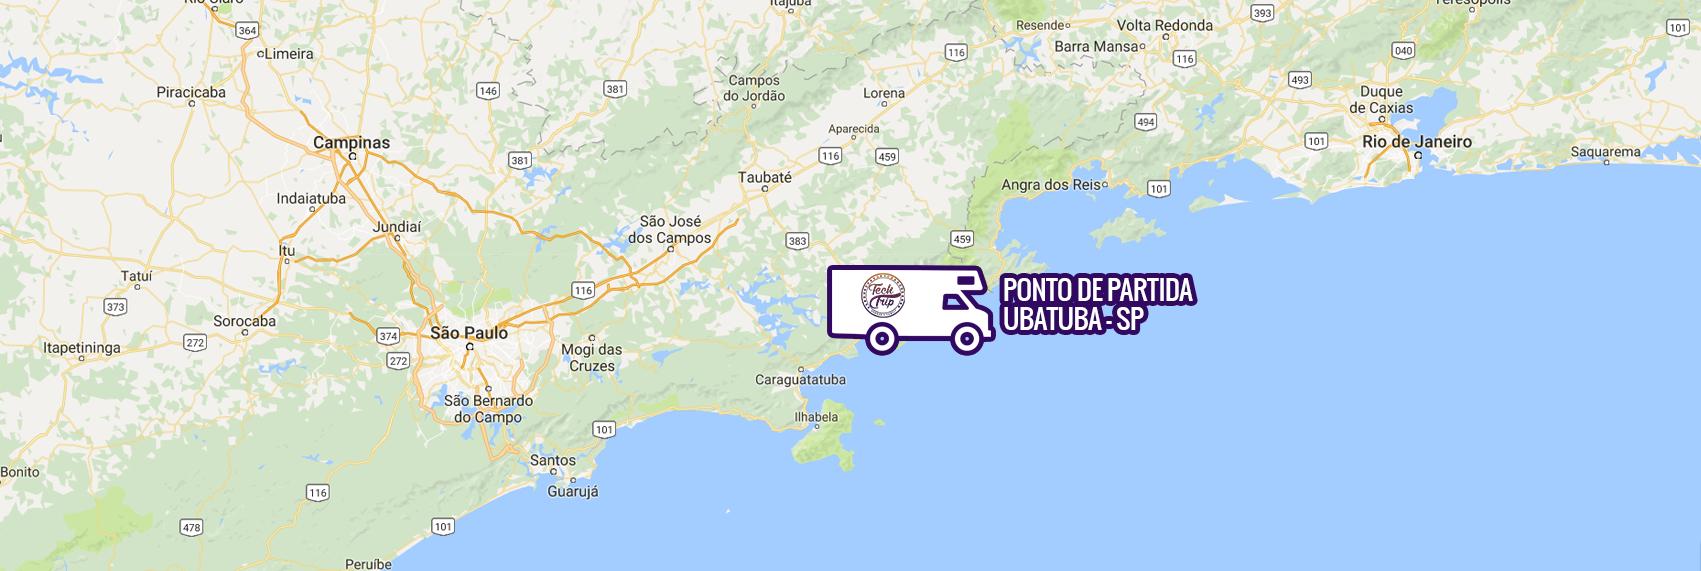 Rio Claro
Itajuba
Teresópolis
393
101
364
Resende
Volta Redonda
Limeira
116
Barra Mansa
040
116
Piracicaba
146
381
Campos
do Jordão
Lorena
493
Duque
de Caxias
494
Aparecida
Campinas
381
116
459
101
Rio de Janeiro
Saquarema
Taubaté
Angra dos Reis
101
Indaiatuba
Jundiaí
São José
dos Campos
383
459
Itu
Tatuí
373
116
Teck
Trip
PONTO DE PARTIDA
UBATUBA - SP
Sorocaba
374
São Paulo
272
Itapetininga
272
Mogi das
Cruzes
Caraguatatuba
São Bernardo
do Campo
Ilhabela
101
Santos
Bonito
Guarujá
116
478
101
Peruíbe